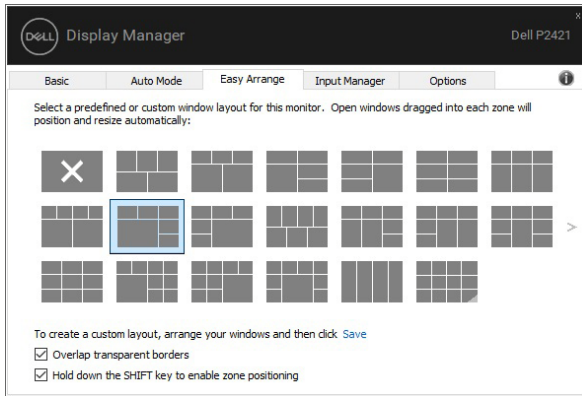 DELL Display Manager
Dell P2421
Basic
Auto Mode
Easy Arrange
Input Manager
Options
Select a predefined or custom window layout for this monitor. Open windows dragged into each zone will
position and resize automatically:
To create a custom layout, arrange your windows and then click Save
Overlap transparent borders
Hold down the SHIFT key to enable zone positioning